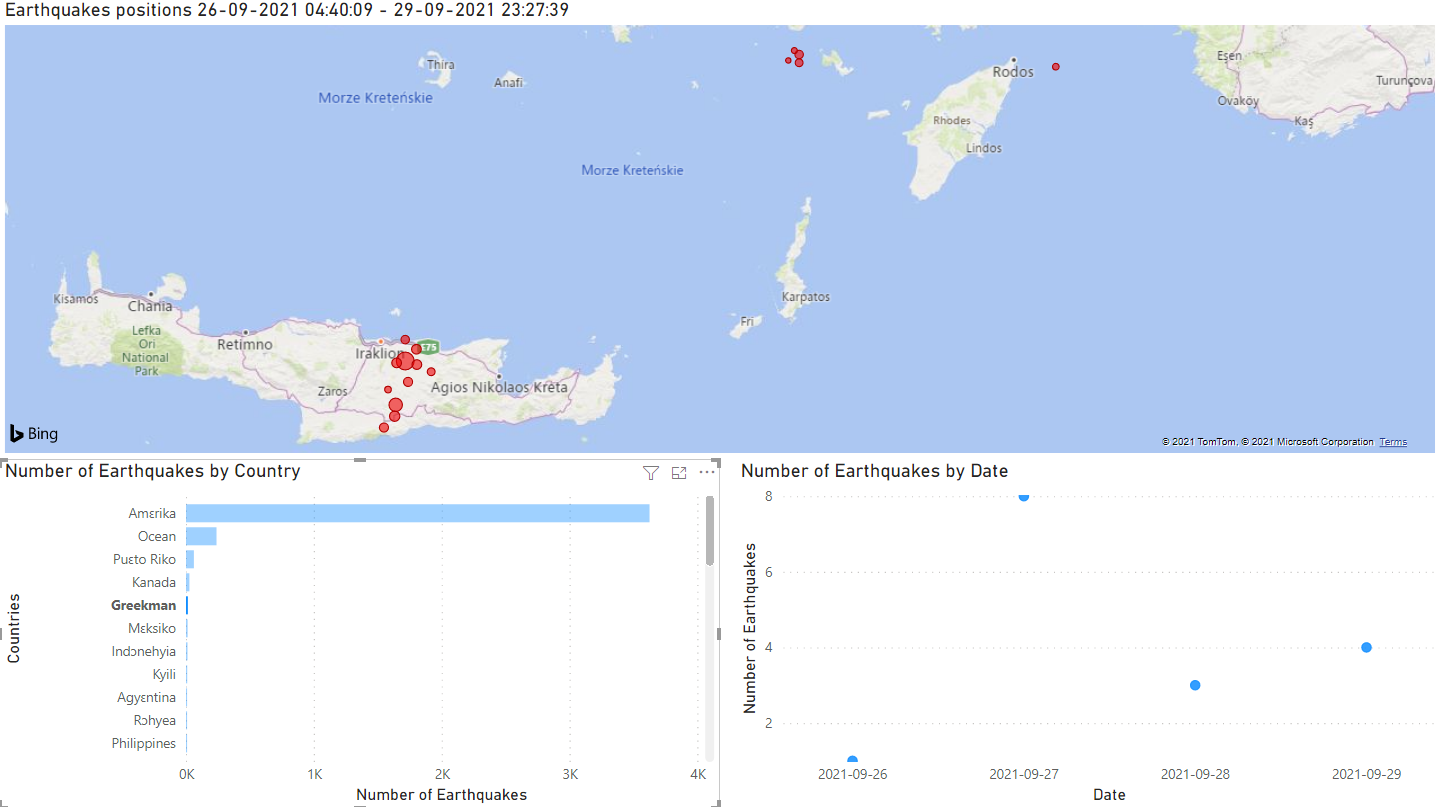 Earthquakes positions 26-09-2021 04:40:09 - 29-09-2021 23:27:39
Thira
Anafi
Morze Kreteńskie
Morze Kreteńskie
Rodos
Rhodes
Lindos
Eşen
Turunçova
Ovaköy
Kaş
Karpatos
Fri
Kisamos
Chania
Lefka
Ori
National
Park
Retimno
Iraklion
E75
Zaros
Agios Nikolaos Kreta
Bing
© 2021 TomTom, © 2021 Microsoft Corporation Terms
Number of Earthquakes by Country
Countries
Amɛrika
Ocean
Puɛto Riko
Kanada
Greekman
Mɛksiko
Indɔnehyia
Kyili
Agyɛntina
Rɔhyea
Philippines
0K 1K 2K 3K 4K
Number of Earthquakes
Number of Earthquakes by Date
Number of Earthquakes
8
6
4
2
2021-09-26 2021-09-27 2021-09-28 2021-09-29
Date